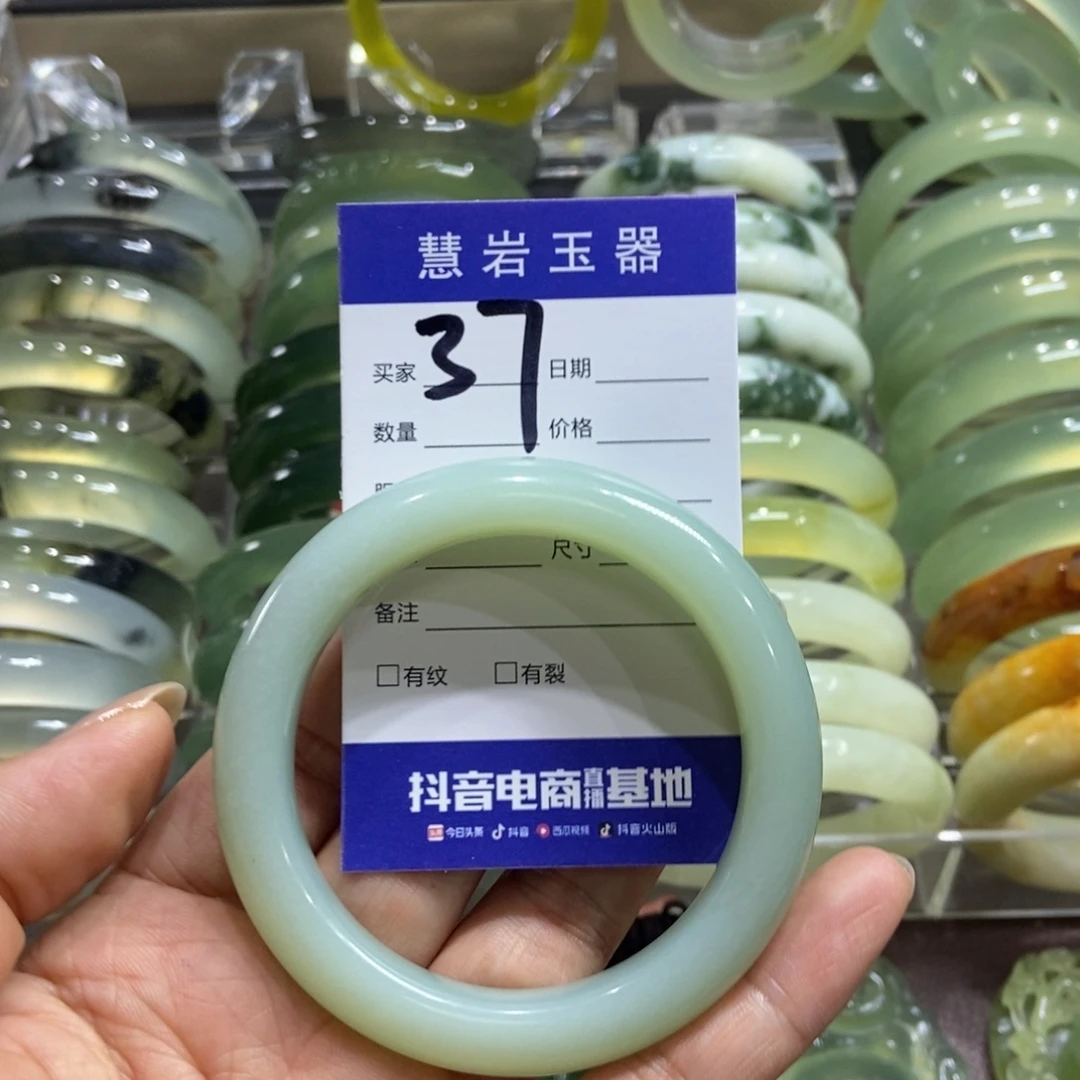 慧岩玉器
37
买家 日期
数量 价格
尺寸
备注
□有纹 □有裂
抖音电商直播基地
今日头条 抖音 西瓜视频 抖音火山版